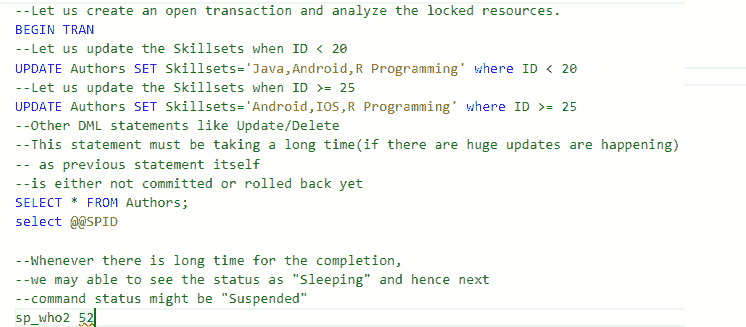 --Let us create an open transaction and analyze the locked resources.
BEGIN TRAN
--Let us update the Skillsets when ID < 20
UPDATE Authors SET Skillsets='Java,Android,R Programming' where ID < 20
--Let us update the Skillsets when ID >= 25
UPDATE Authors SET Skillsets='Android,IOS,R Programming' where ID >= 25
--Other DML statements like Update/Delete
--This statement must be taking a long time(if there are huge updates are happening)
-- as previous statement itself
--is either not committed or rolled back yet
SELECT * FROM Authors;
select @@SPID
--Whenever there is long time for the completion,
--we may able to see the status as "Sleeping" and hence next
--command status might be "Suspended"
sp_who2 52